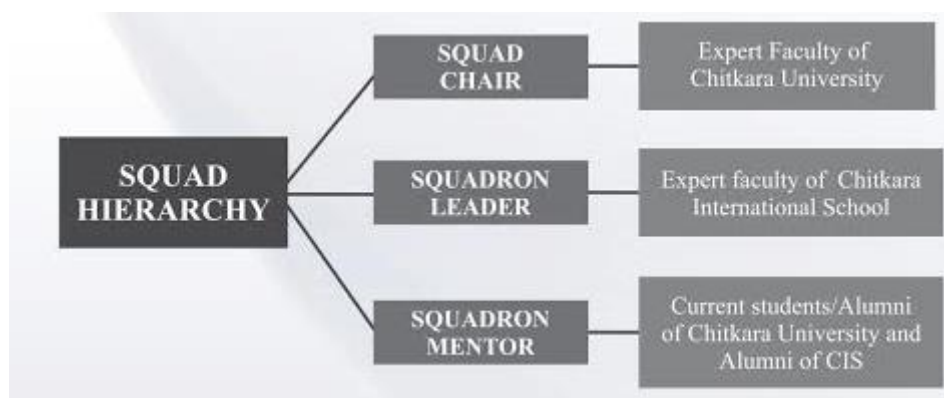 SQUAD
HIERARCHY
SQUAD
CHAIR
Expert Faculty of
Chitkara University
SQUADRON
LEADER
Expert faculty of Chitkara
International School
SQUADRON
MENTOR
Current students/Alumni
of Chitkara University and
Alumni of CIS